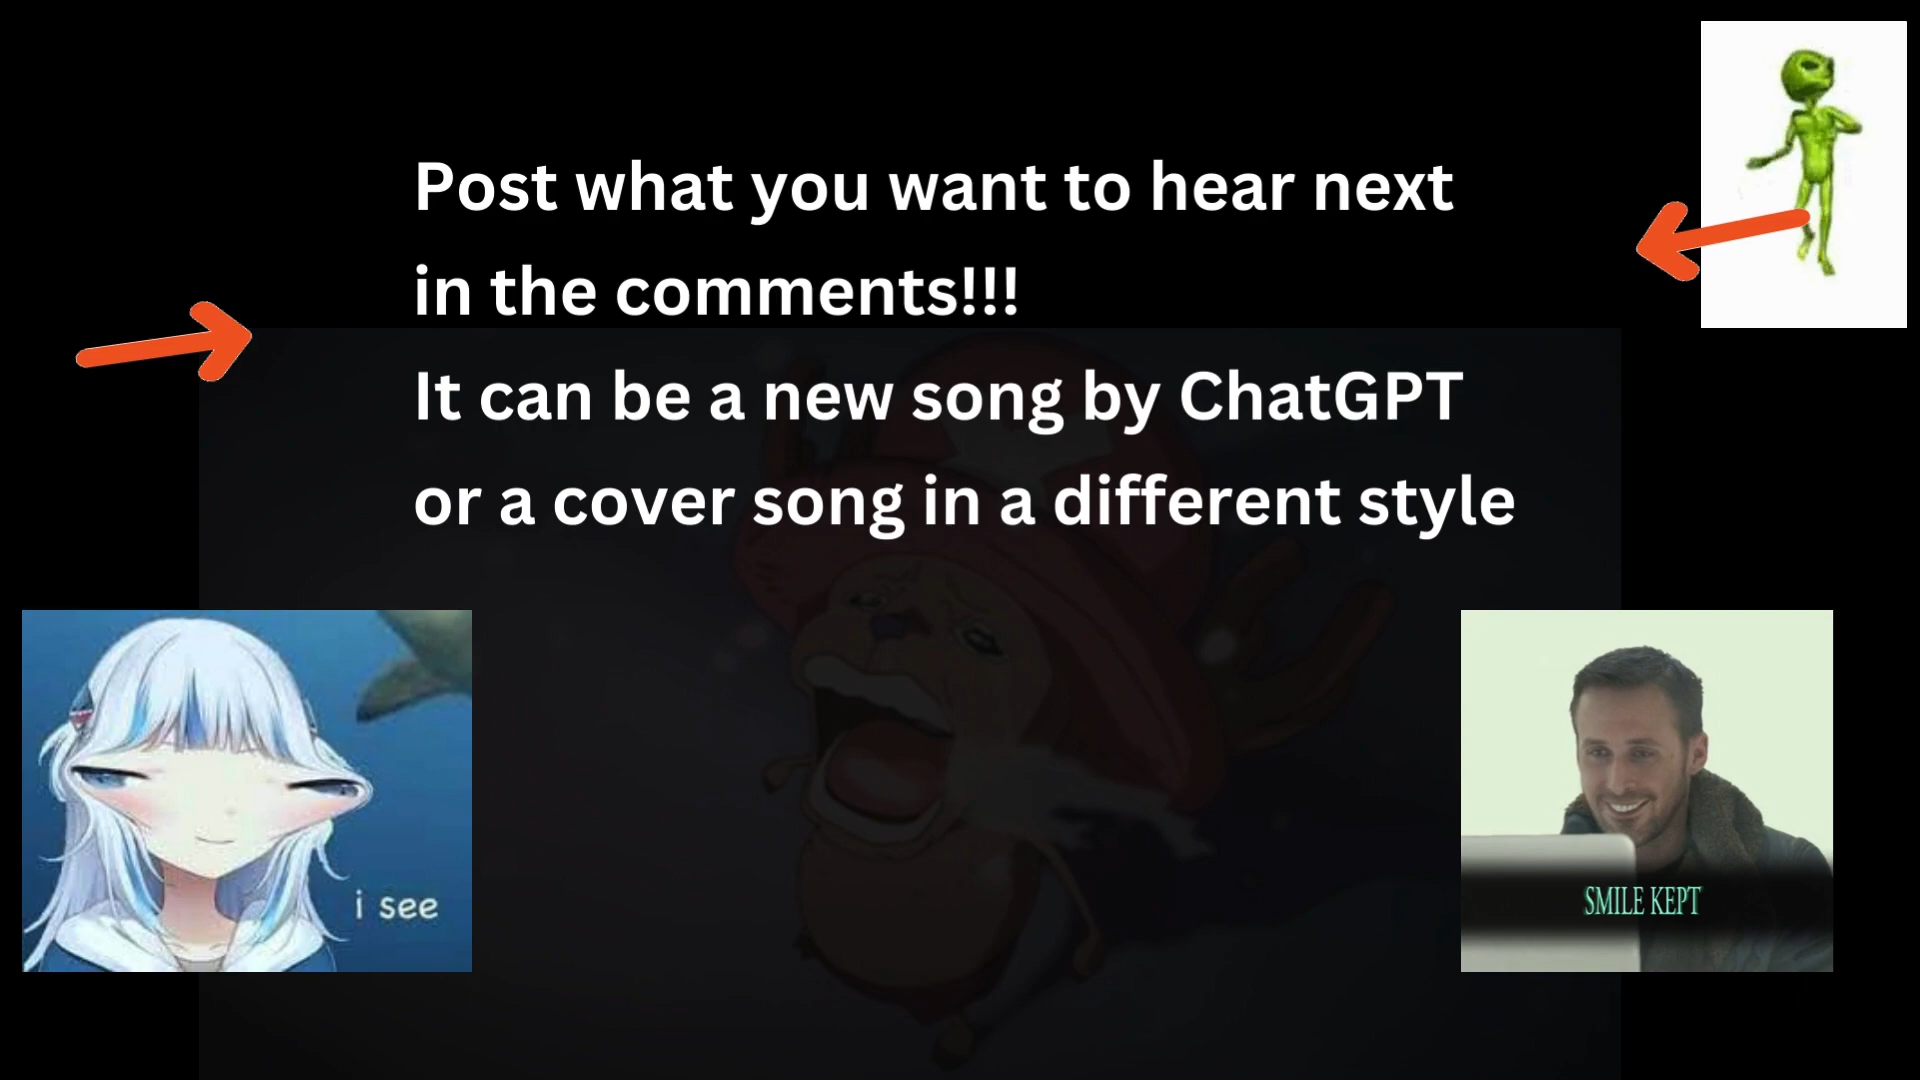 Post what you want to hear next
in the comments!!!
It can be a new song by ChatGPT
or a cover song in a different style
i see
SMILE KEPT